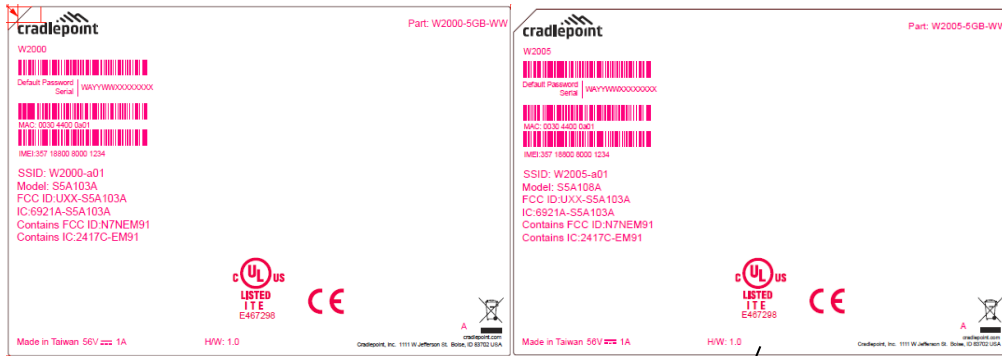 cradlepoint
Part: W2000-5GB-WW
W2000
Default Password
Serial
WAYYWWXXXXXXXX
MAC: 0030 4400 0a01
IMEI:357 18800 8000 1234
SSID: W2000-a01
Model: S5A103A
FCC ID:UXX-S5A103A
IC:6921A-S5A103A
Contains FCC ID:N7NEM91
Contains IC:2417C-EM91
C UL US
LISTED
ITE
E467298
CE
A
cradlepoint.com
Made in Taiwan 56V 1A
H/W: 1.0
Cradlepoint, Inc. 1111 W Jefferson St. Boise, ID 83702 USA
cradlepoint
Part: W2005-5GB-WW
W2005
Default Password
Serial
WAYYWWXXXXXXXX
MAC: 0030 4400 0a01
IMEI:357 18800 8000 1234
SSID: W2005-a01
Model: S5A108A
FCC ID:UXX-S5A103A
IC:6921A-S5A103A
Contains FCC ID:N7NEM91
Contains IC:2417C-EM91
C UL US
LISTED
ITE
E467298
CE
A
cradlepoint.com
Made in Taiwan 56V 1A
H/W: 1.0
Cradlepoint, Inc. 1111 W Jefferson St. Boise, ID 83702 USA